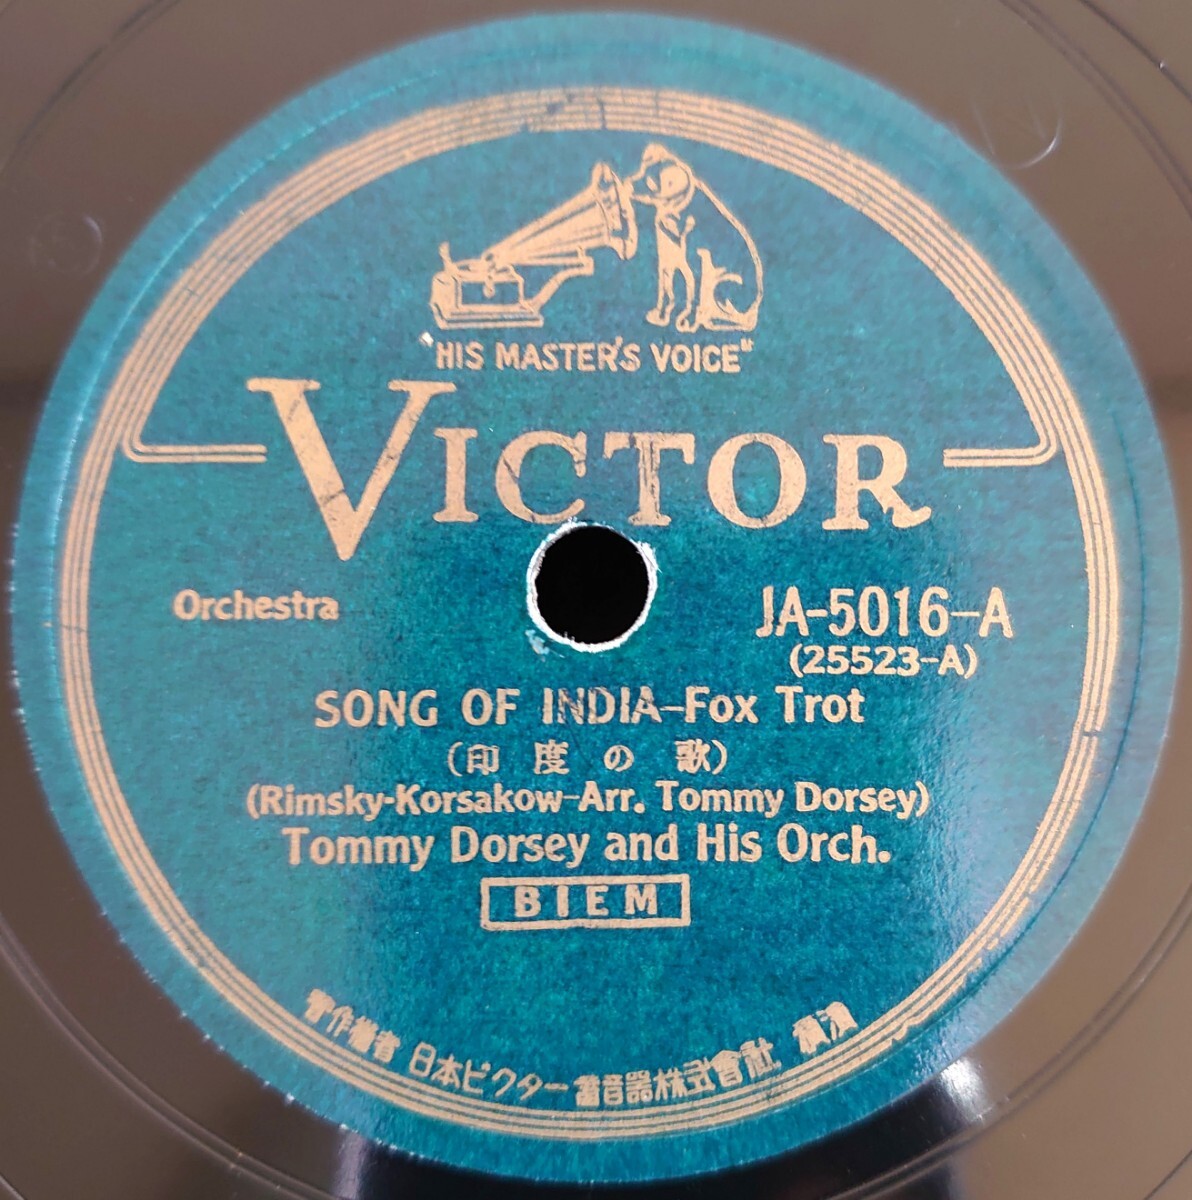 "HIS MASTER'S VOICE"
VICTOR
Orchestra
JA-5016-A
(25523-A)
SONG OF INDIA-Fox Trot
(印度の歌)
(Rimsky-Korsakow-Arr. Tommy Dorsey)
Tommy Dorsey and His Orch.
BIEM
著作權者 日本ビクター蓄音器株式會社 橫濱